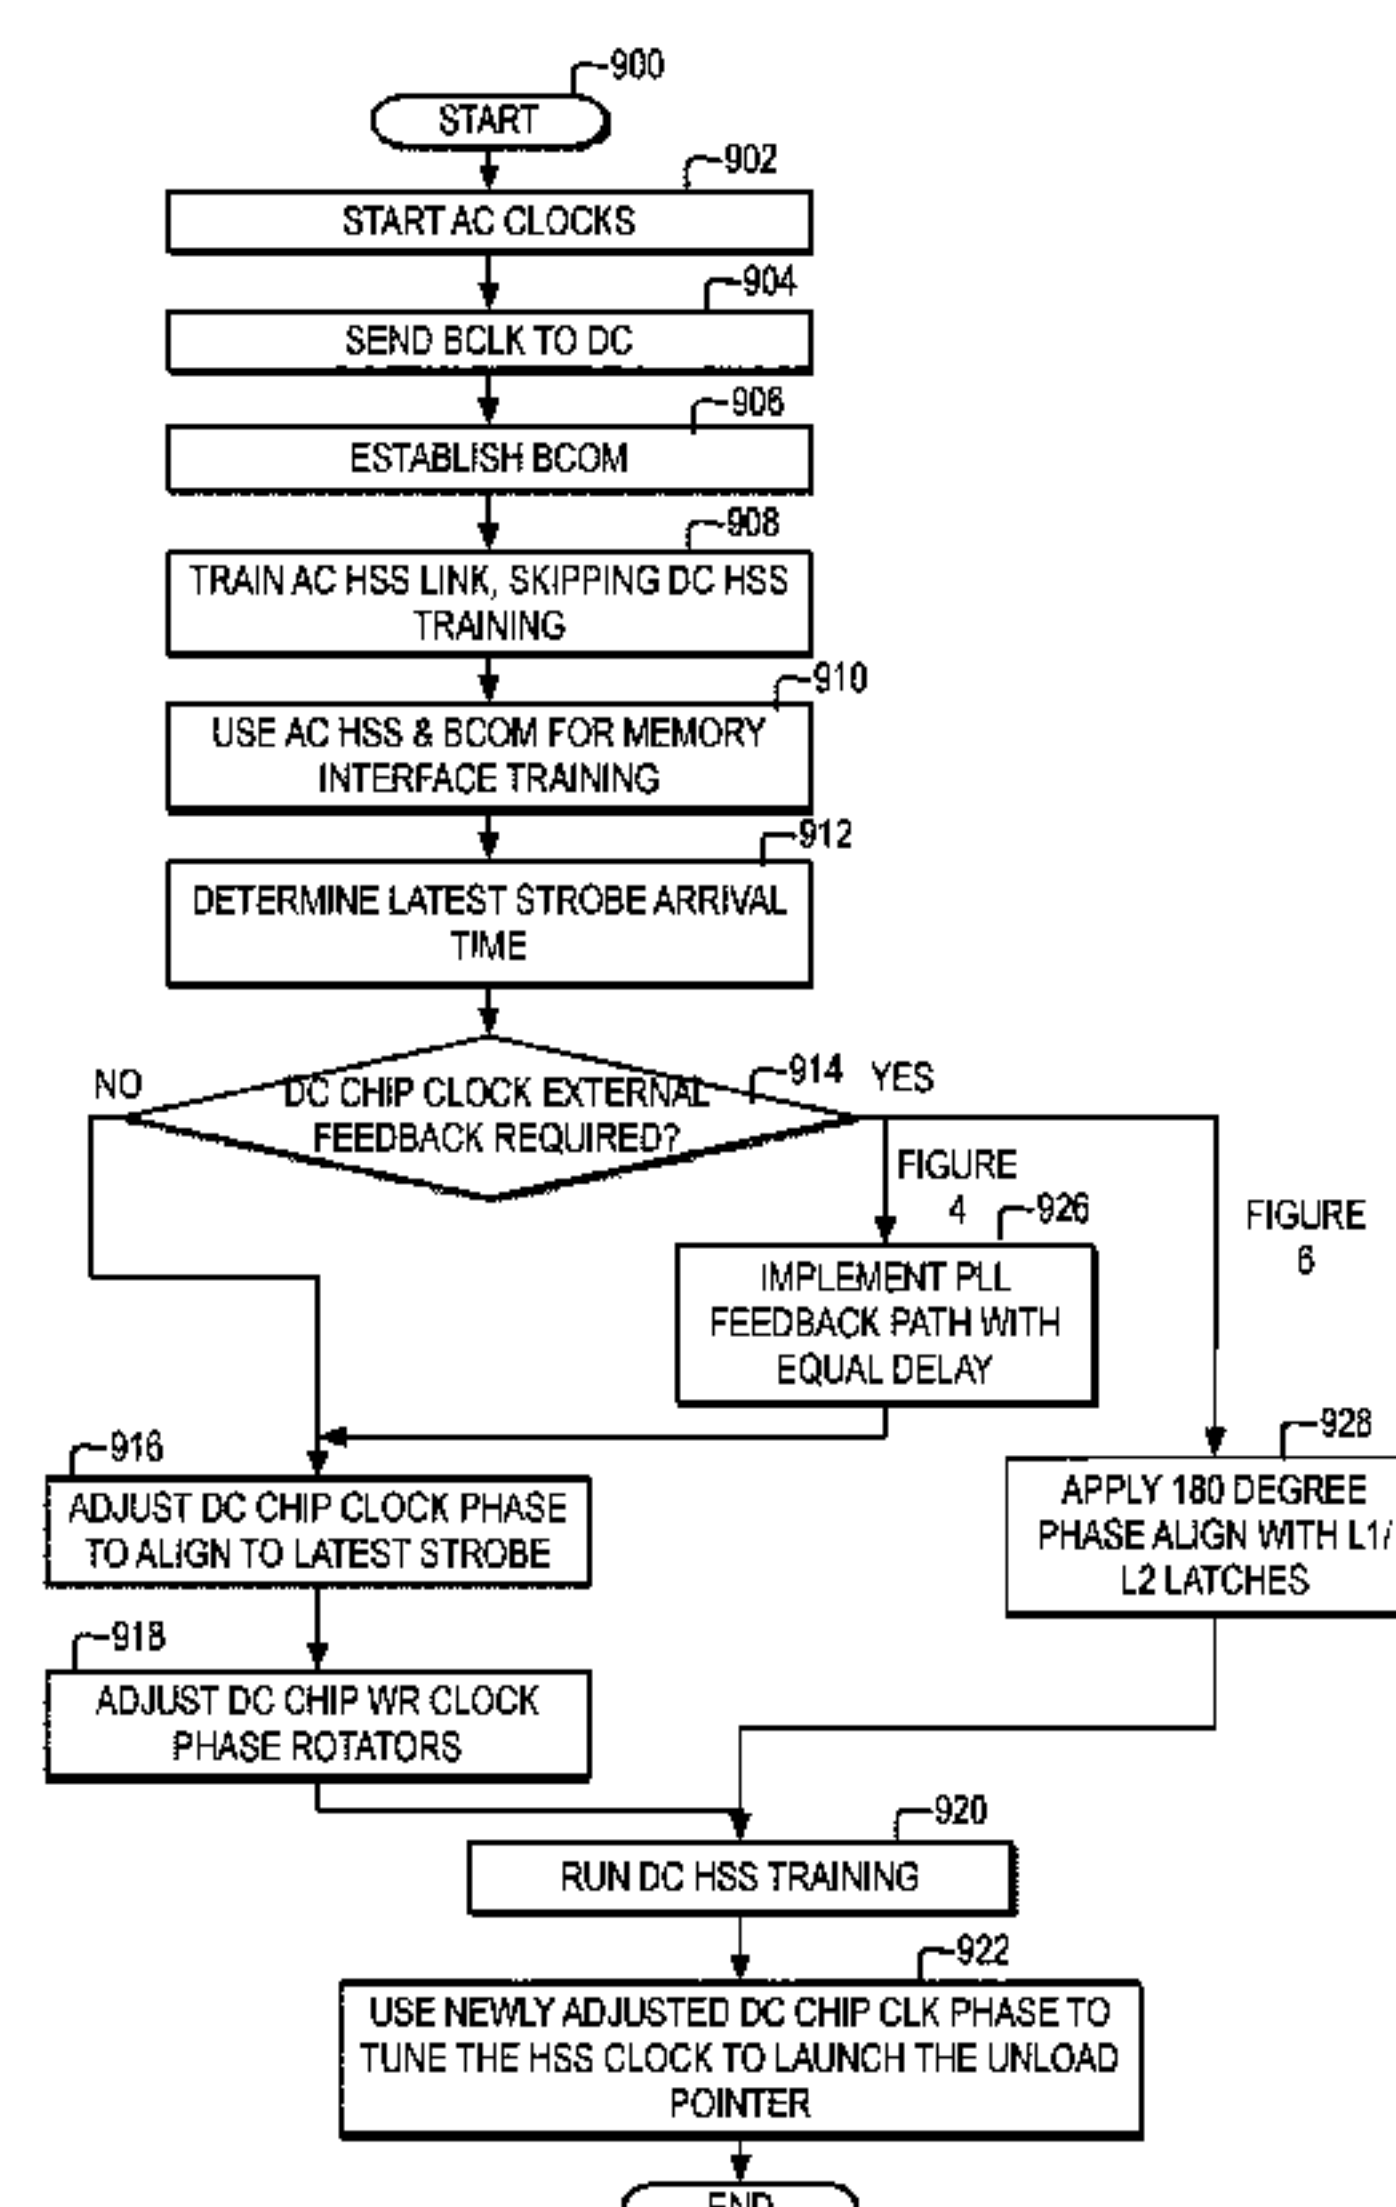 900
START
902
START AC CLOCKS
904
SEND BCLK TO DC
906
ESTABLISH BCOM
908
TRAIN AC HSS LINK, SKIPPING DC HSS
TRAINING
910
USE AC HSS & BCOM FOR MEMORY
INTERFACE TRAINING
912
DETERMINE LATEST STROBE ARRIVAL
TIME
NO
914
YES
DC CHIP CLOCK EXTERNAL
FEEDBACK REQUIRED?
FIGURE
4
926
FIGURE
6
IMPLEMENT PLL
FEEDBACK PATH WITH
EQUAL DELAY
916
928
ADJUST DC CHIP CLOCK PHASE
TO ALIGN TO LATEST STROBE
APPLY 180 DEGREE
PHASE ALIGN WITH L1/
L2 LATCHES
918
ADJUST DC CHIP WR CLOCK
PHASE ROTATORS
920
RUN DC HSS TRAINING
922
USE NEWLY ADJUSTED DC CHIP CLK PHASE TO
TUNE THE HSS CLOCK TO LAUNCH THE UNLOAD
POINTER
END